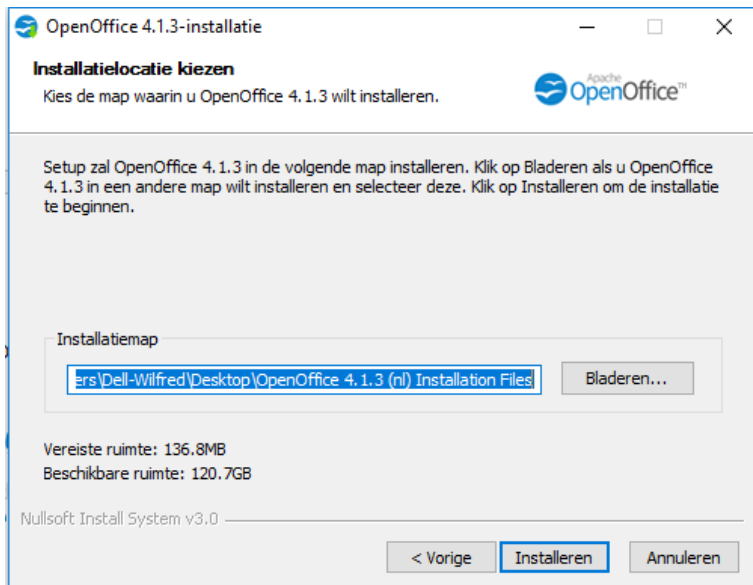 OpenOffice 4.1.3-installatie
Installatielocatie kiezen
Kies de map waarin u OpenOffice 4.1.3 wilt installeren.
Apache
OpenOffice™
Setup zal OpenOffice 4.1.3 in de volgende map installeren. Klik op Bladeren als u OpenOffice
4.1.3 in een andere map wilt installeren en selecteer deze. Klik op Installeren om de installatie
te beginnen.
Installatiemap
ers\Dell-Wilfred\Desktop\OpenOffice 4.1.3 (nl) Installation Files
Bladeren...
Vereiste ruimte: 136.8MB
Beschikbare ruimte: 120.7GB
Nullsoft Install System v3.0
< Vorige
Installeren
Annuleren